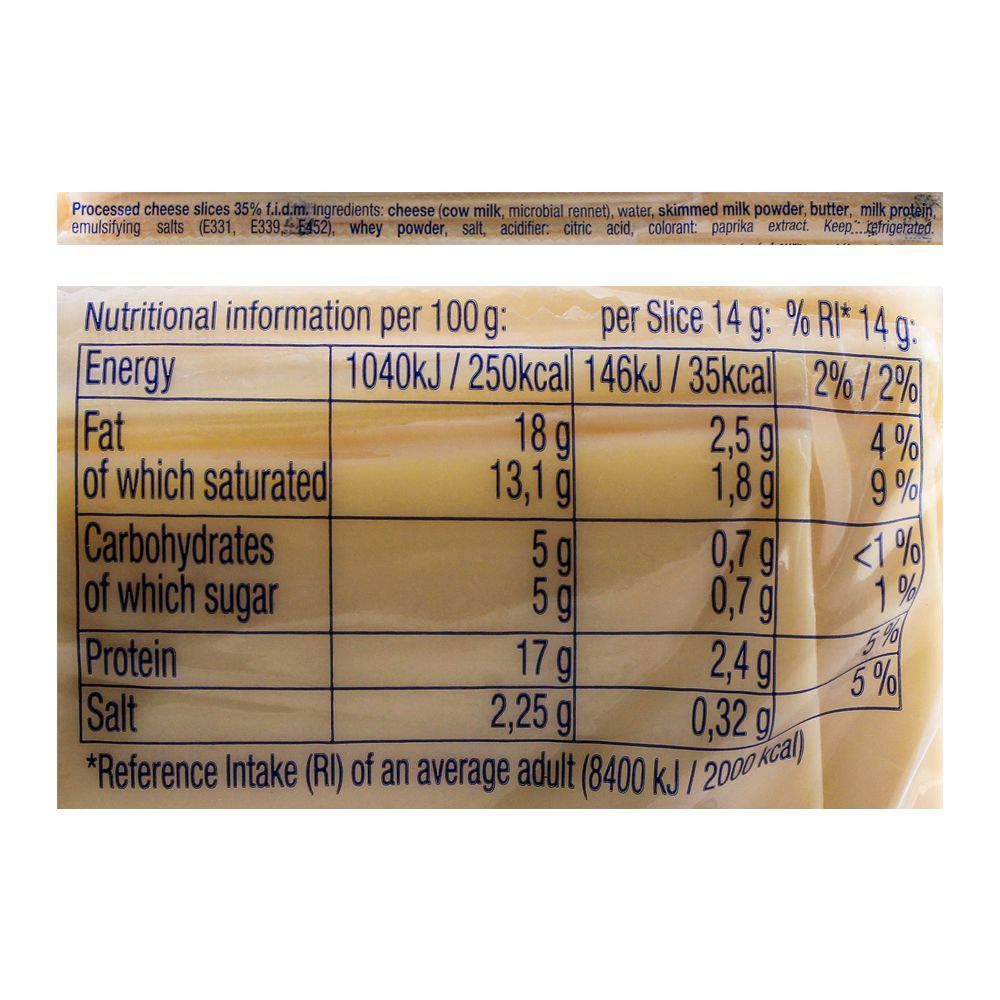 Processed cheese slices 35% f.i.d.m. ingredients: cheese (cow milk, microbial rennet), water, skimmed milk powder, butter, milk protein,
emulsifying salts (E331, E339, E452), whey powder, salt, acidifier: citric acid, colorant: paprika extract. Keep refrigerated.
Nutritional information per 100 g: per Slice 14 g: % RI* 14 g:
Energy 1040kJ / 250kcal 146kJ / 35kcal 2% / 2%
Fat 18 g 2,5 g 4 %
of which saturated 13,1 g 1,8 g 9 %
Carbohydrates 5 g 0,7 g <1 %
of which sugar 5 g 0,7 g 1 %
Protein 17 g 2,4 g 5 %
Salt 2,25 g 0,32 g 5 %
*Reference Intake (RI) of an average adult (8400 kJ / 2000 kcal)